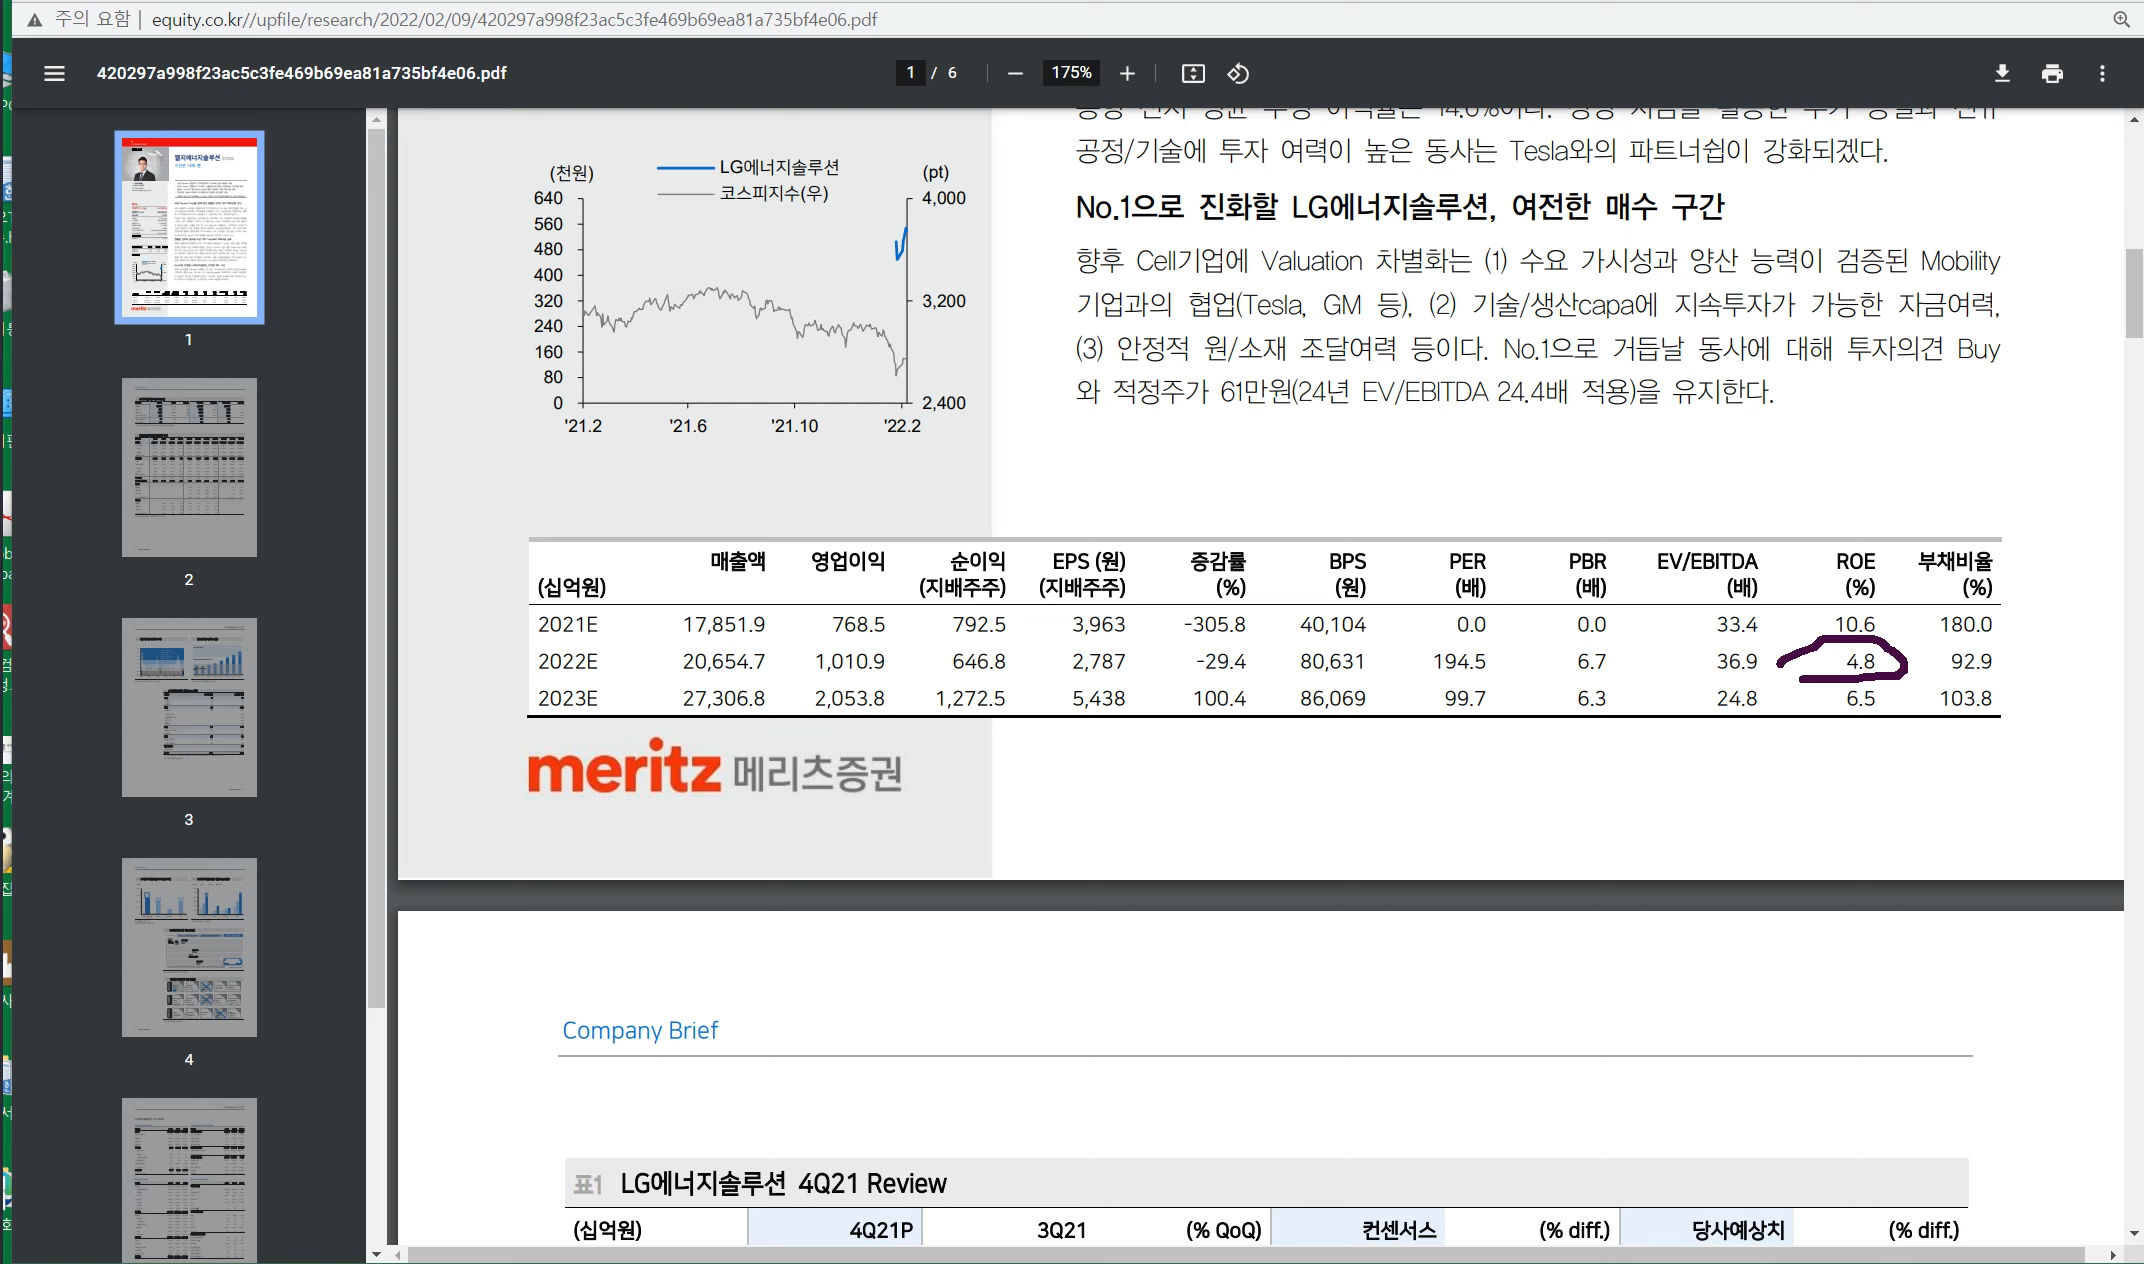 주의 요함 | equity.co.kr//upfile/research/2022/02/09/420297a998f23ac5c3fe469b69ea81a735bf4e06.pdf
420297a998f23ac5c3fe469b69ea81a735bf4e06.pdf
1 / 6
175%
공정/기술에 투자 여력이 높은 동사는 Tesla와의 파트너쉽이 강화되겠다.
No.1으로 진화할 LG에너지솔루션, 여전한 매수 구간
향후 Cell기업에 Valuation 차별화는 (1) 수요 가시성과 양산 능력이 검증된 Mobility
기업과의 협업(Tesla, GM 등), (2) 기술/생산capa에 지속투자가 가능한 자금여력,
(3) 안정적 원/소재 조달여력 등이다. No.1으로 거듭날 동사에 대해 투자의견 Buy
와 적정주가 61만원(24년 EV/EBITDA 24.4배 적용)을 유지한다.
(천원)
LG에너지솔루션
코스피지수(우)
(pt)
640
560
480
400
320
240
160
80
0
4,000
3,200
2,400
'21.2
'21.6
'21.10
'22.2
(십억원) 매출액 영업이익 순이익 (지배주주) EPS (원) (지배주주) 증감률 (%) BPS (원) PER (배) PBR (배) EV/EBITDA (배) ROE (%) 부채비율 (%)
2021E 17,851.9 768.5 792.5 3,963 -305.8 40,104 0.0 0.0 33.4 10.6 180.0
2022E 20,654.7 1,010.9 646.8 2,787 -29.4 80,631 194.5 6.7 36.9 4.8 92.9
2023E 27,306.8 2,053.8 1,272.5 5,438 100.4 86,069 99.7 6.3 24.8 6.5 103.8
meritz 메리츠증권
Company Brief
표1 LG에너지솔루션 4Q21 Review
(십억원) 4Q21P 3Q21 (% QoQ) 컨센서스 (% diff.) 당사예상치 (% diff.)
1
2
3
4